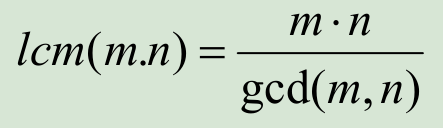 lcm(m.n) = m · n / gcd(m, n)